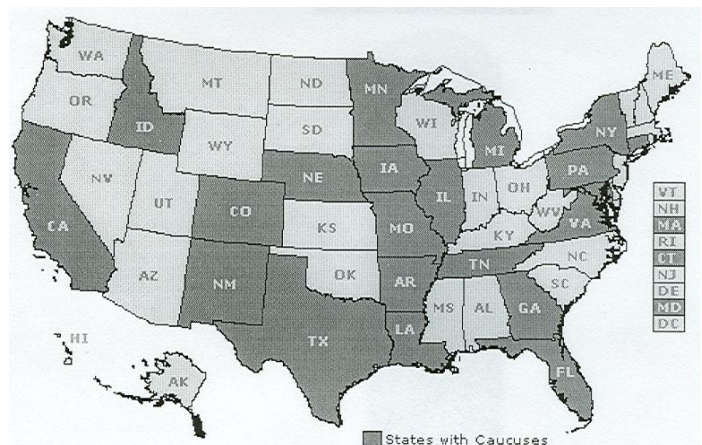 WA
MT
ND
MN
ME
OR
ID
SD
WI
MI
NY
WY
IA
PA
NE
NV
IL
IN
OH
UT
CO
WV
VA
CA
KS
MO
KY
VT
NH
MA
RI
CT
NJ
DE
MD
DC
AZ
NM
OK
TN
NC
AR
SC
MS
AL
GA
TX
LA
HI
FL
AK
States with Caucuses